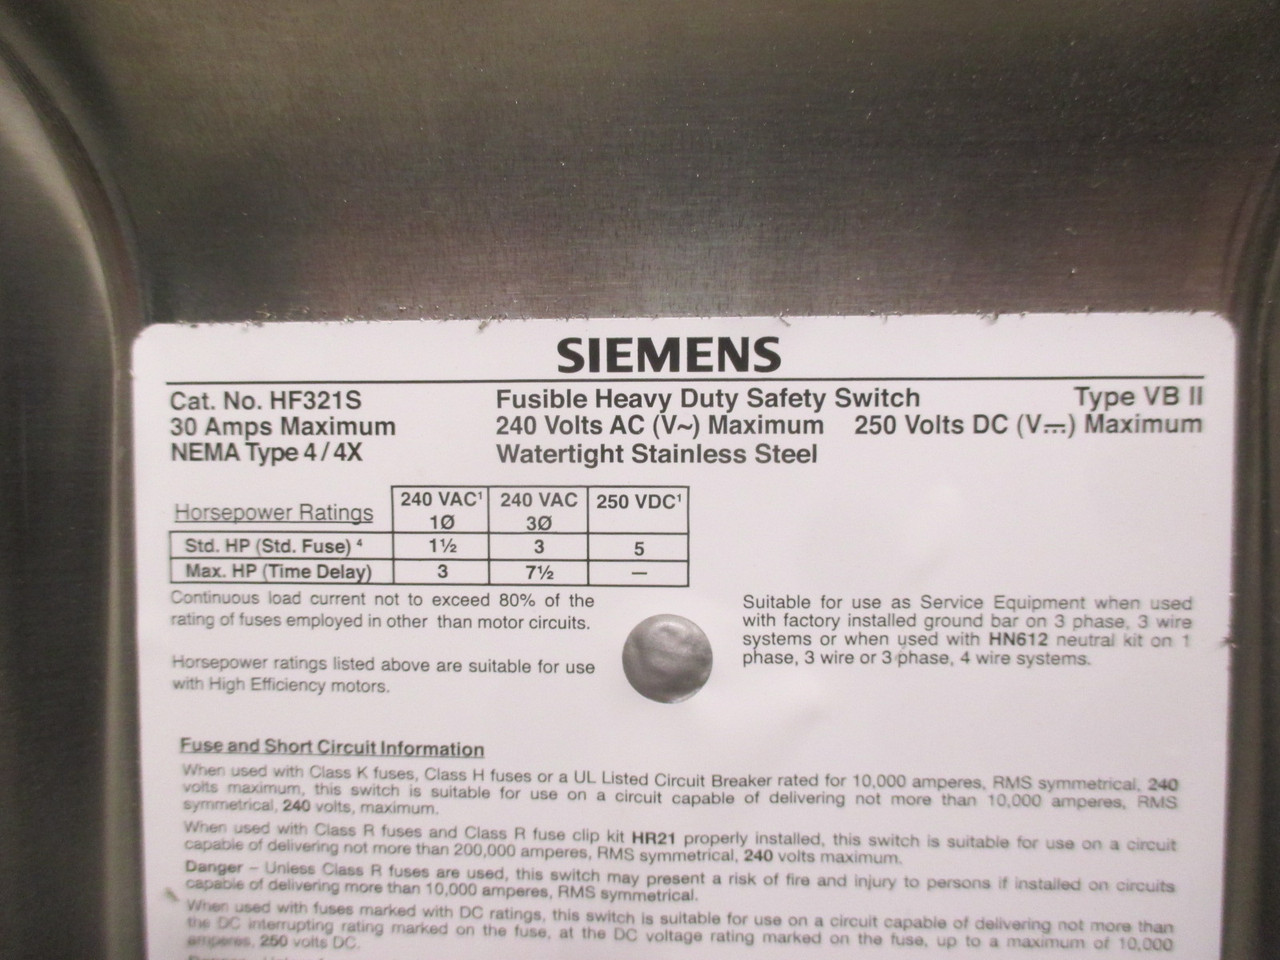 SIEMENS
Cat. No. HF321S Fusible Heavy Duty Safety Switch Type VB II
30 Amps Maximum 240 Volts AC (V~) Maximum 250 Volts DC (V⎓) Maximum
NEMA Type 4/4X Watertight Stainless Steel
Horsepower Ratings 240 VAC¹ 1Ø 240 VAC 3Ø 250 VDC¹
Std. HP (Std. Fuse) ⁴ 1½ 3 5
Max. HP (Time Delay) 3 7½ —
Continuous load current not to exceed 80% of the
rating of fuses employed in other than motor circuits.
Horsepower ratings listed above are suitable for use
with High Efficiency motors.
Suitable for use as Service Equipment when used
with factory installed ground bar on 3 phase, 3 wire
systems or when used with HN612 neutral kit on 1
phase, 3 wire or 3 phase, 4 wire systems.
Fuse and Short Circuit Information
When used with Class K fuses, Class H fuses or a UL Listed Circuit Breaker rated for 10,000 amperes, RMS symmetrical, 240
volts maximum, this switch is suitable for use on a circuit capable of delivering not more than 10,000 amperes, RMS
symmetrical, 240 volts, maximum.
When used with Class R fuses and Class R fuse clip kit HR21 properly installed, this switch is suitable for use on a circuit
capable of delivering not more than 200,000 amperes, RMS symmetrical, 240 volts maximum.
Danger – Unless Class R fuses are used, this switch may present a risk of fire and injury to persons if installed on circuits
capable of delivering more than 10,000 amperes, RMS symmetrical.
When used with fuses marked with DC ratings, this switch is suitable for use on a circuit capable of delivering not more than
the DC interrupting rating marked on the fuse, at the DC voltage rating marked on the fuse, up to a maximum of 10,000
amperes, 250 volts DC.